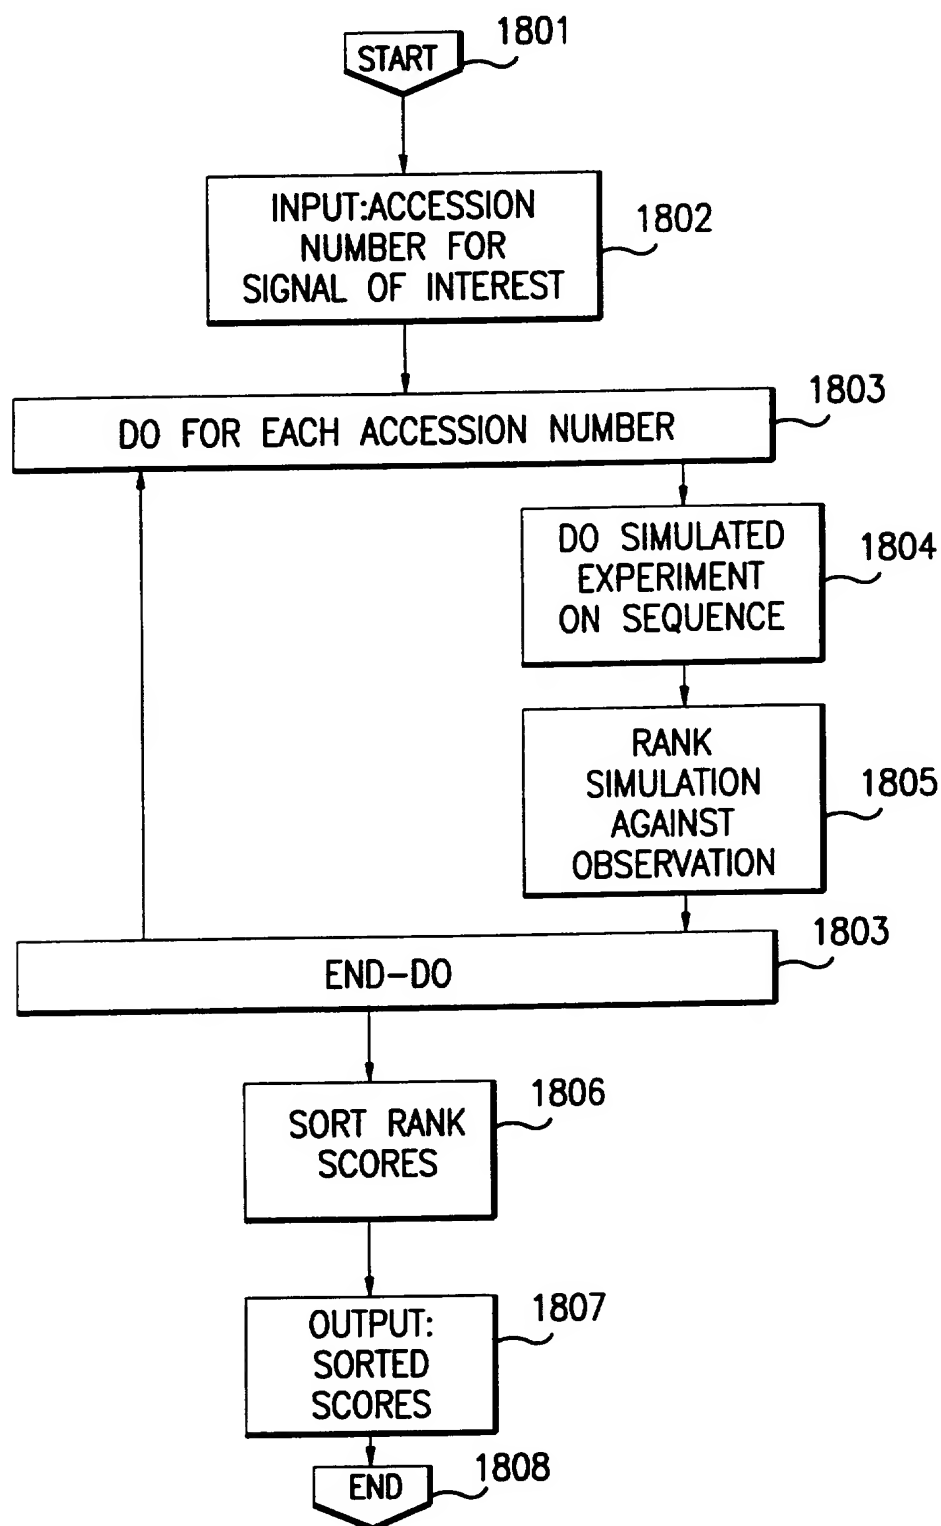 START
1801
INPUT:ACCESSION
NUMBER FOR
SIGNAL OF INTEREST
1802
DO FOR EACH ACCESSION NUMBER
1803
DO SIMULATED
EXPERIMENT
ON SEQUENCE
1804
RANK
SIMULATION
AGAINST
OBSERVATION
1805
END-DO
1803
SORT RANK
SCORES
1806
OUTPUT:
SORTED
SCORES
1807
END
1808